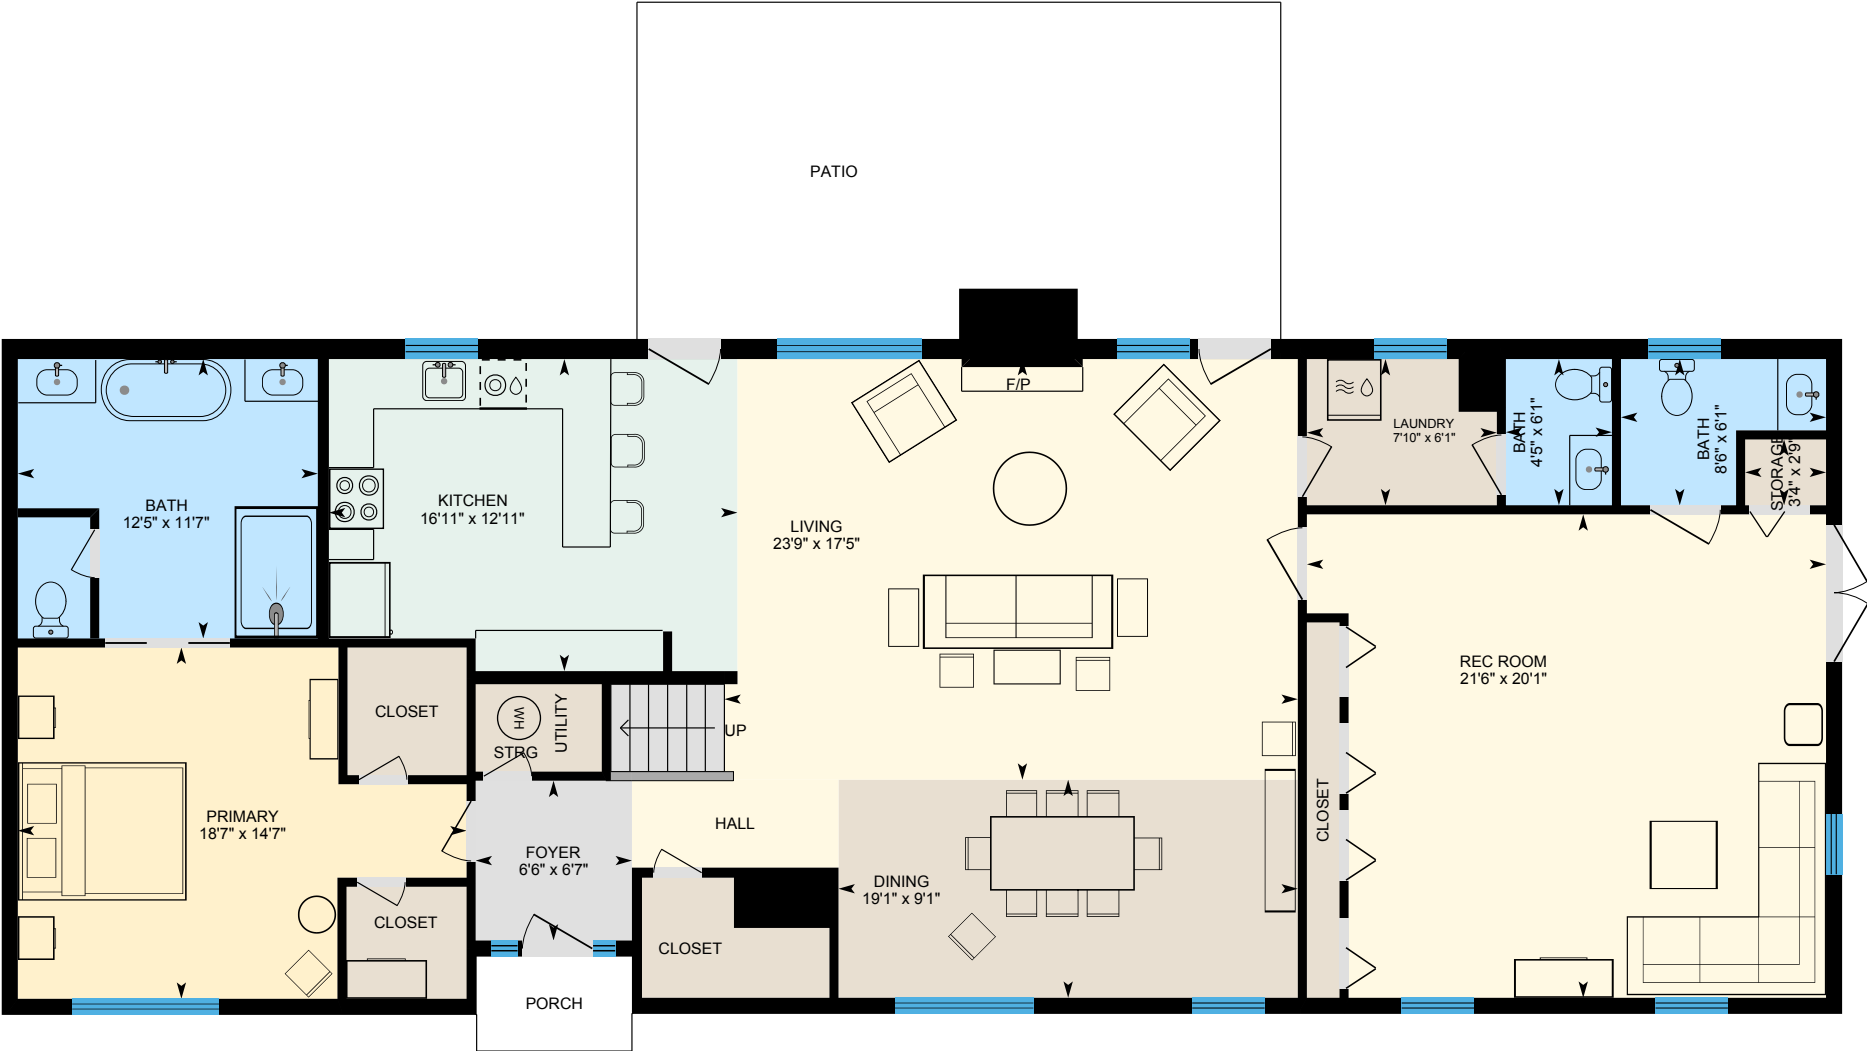 PATIO
F/P
LAUNDRY
7'10" x 6'1"
BATH
4'5" x 6'1"
BATH
8'6" x 6'1"
STORAGE
3'4" x 2'9"
BATH
12'5" x 11'7"
KITCHEN
16'11" x 12'11"
LIVING
23'9" x 17'5"
REC ROOM
21'6" x 20'1"
CLOSET
WH
UTILITY
STRG
UP
PRIMARY
18'7" x 14'7"
HALL
CLOSET
FOYER
6'6" x 6'7"
DINING
19'1" x 9'1"
CLOSET
CLOSET
PORCH